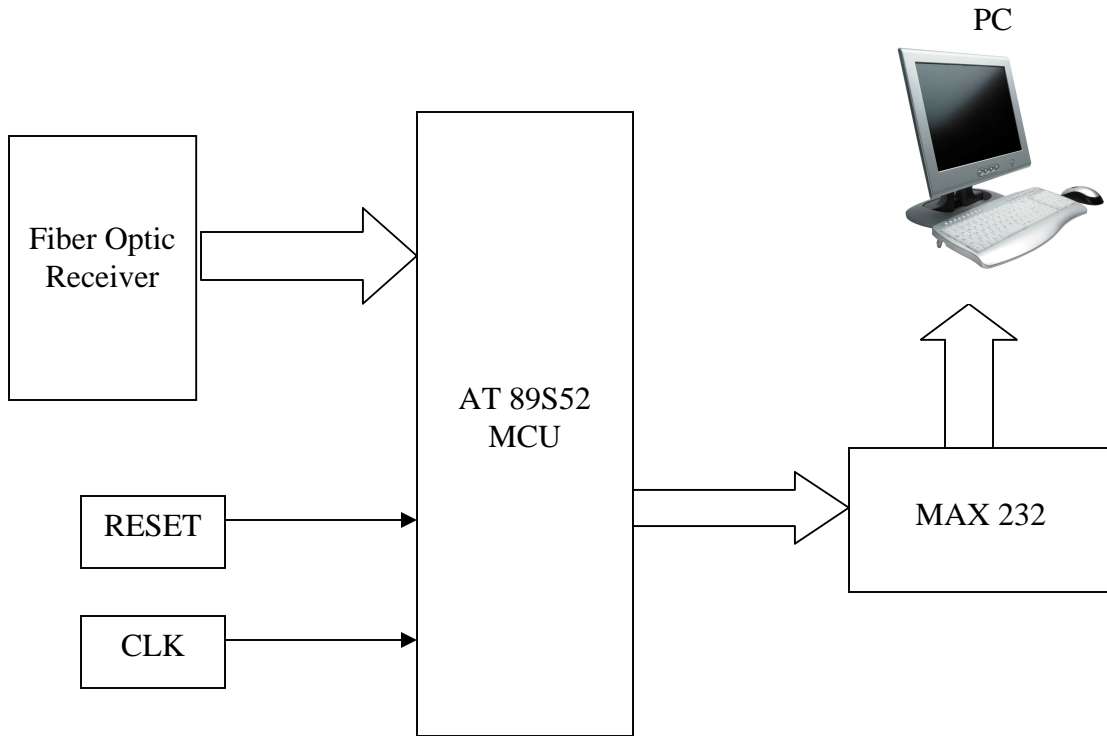 PC
Fiber Optic
Receiver
AT 89S52
MCU
RESET
CLK
MAX 232